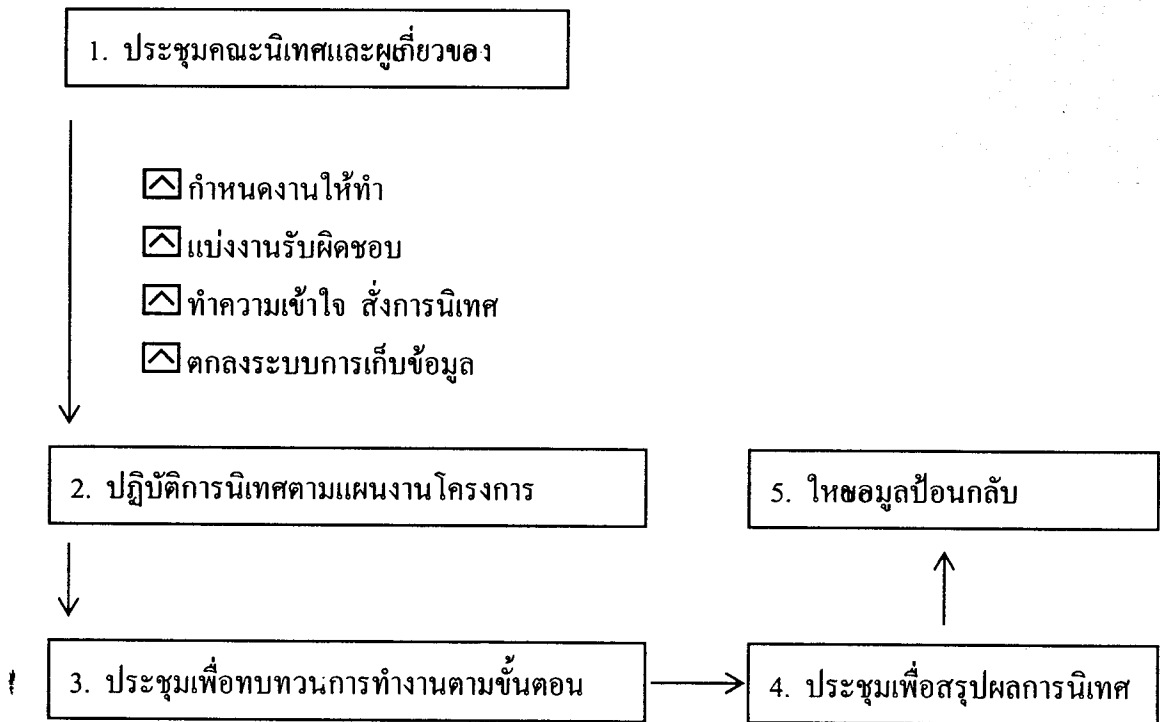 1. ประชุมคณะนิเทศและผูเกี่ยวของ
กำหนดงานให้ทำ
แบ่งงานรับผิดชอบ
ทำความเข้าใจ สั่งการนิเทศ
ตกลงระบบการเก็บข้อมูล
2. ปฏิบัติการนิเทศตามแผนงานโครงการ
3. ประชุมเพื่อทบทวนการทำงานตามขั้นตอน
4. ประชุมเพื่อสรุปผลการนิเทศ
5. ใหขอมูลป้อนกลับ